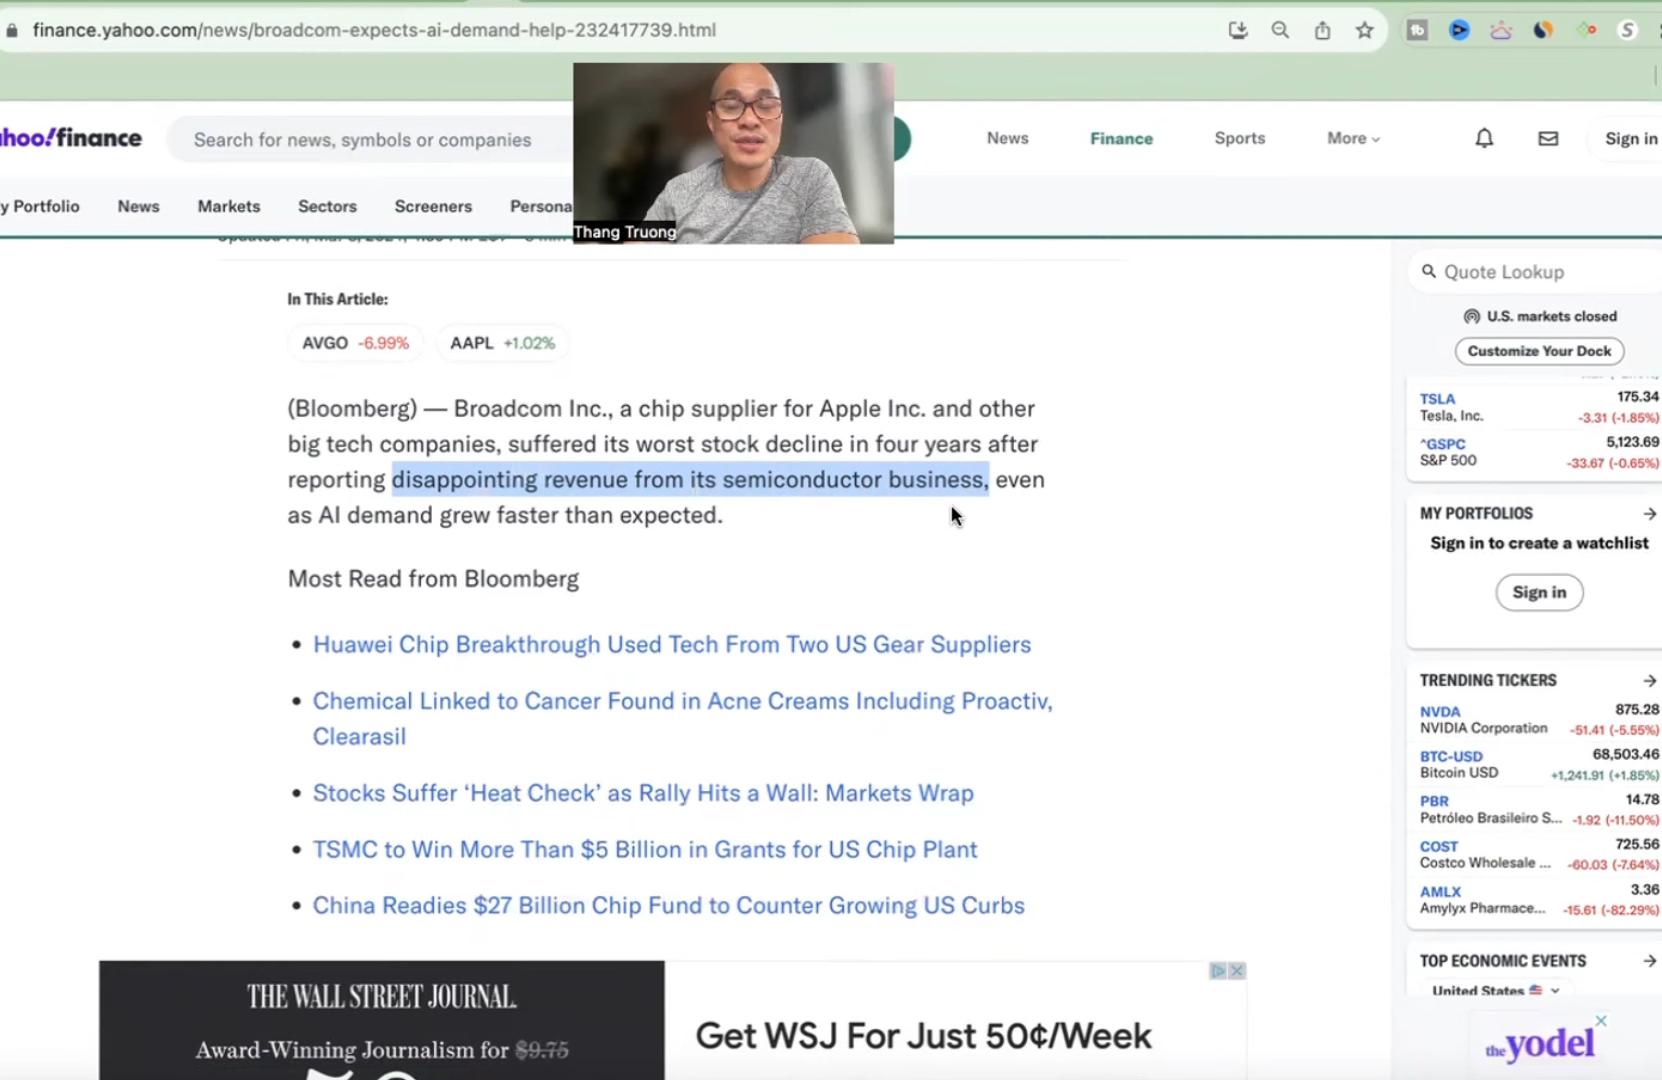 finance.yahoo.com/news/broadcom-expects-ai-demand-help-232417739.html
tb
S
hoo!finance
Search for news, symbols or companies
News
Finance
Sports
More
Sign in
y Portfolio
News
Markets
Sectors
Screeners
Persona
Thang Truong
In This Article:
AVGO -6.99%
AAPL +1.02%
(Bloomberg) — Broadcom Inc., a chip supplier for Apple Inc. and other
big tech companies, suffered its worst stock decline in four years after
reporting disappointing revenue from its semiconductor business, even
as AI demand grew faster than expected.
Most Read from Bloomberg
• Huawei Chip Breakthrough Used Tech From Two US Gear Suppliers
• Chemical Linked to Cancer Found in Acne Creams Including Proactiv,
Clearasil
• Stocks Suffer ‘Heat Check’ as Rally Hits a Wall: Markets Wrap
• TSMC to Win More Than $5 Billion in Grants for US Chip Plant
• China Readies $27 Billion Chip Fund to Counter Growing US Curbs
THE WALL STREET JOURNAL.
Award-Winning Journalism for $9.75
Get WSJ For Just 50¢/Week
Quote Lookup
U.S. markets closed
Customize Your Dock
TSLA 175.34
Tesla, Inc. -3.31 (-1.85%)
^GSPC 5,123.69
S&P 500 -33.67 (-0.65%)
MY PORTFOLIOS
Sign in to create a watchlist
Sign in
TRENDING TICKERS
NVDA 875.28
NVIDIA Corporation -51.41 (-5.55%)
BTC-USD 68,503.46
Bitcoin USD +1,241.91 (+1.85%)
PBR 14.78
Petróleo Brasileiro S... -1.92 (-11.50%)
COST 725.56
Costco Wholesale ... -60.03 (-7.64%)
AMLX 3.36
Amylyx Pharmace... -15.61 (-82.29%)
TOP ECONOMIC EVENTS
United States
the yodel